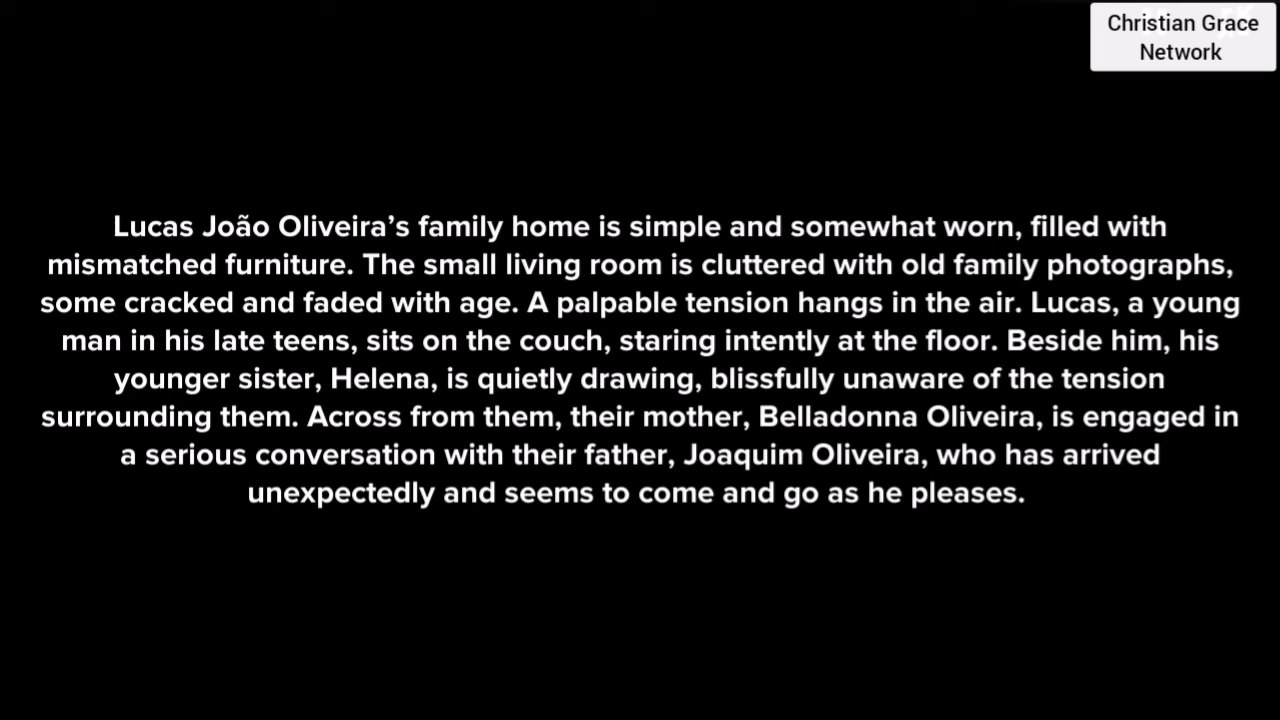 Christian Grace
Network
Lucas João Oliveira’s family home is simple and somewhat worn, filled with
mismatched furniture. The small living room is cluttered with old family photographs,
some cracked and faded with age. A palpable tension hangs in the air. Lucas, a young
man in his late teens, sits on the couch, staring intently at the floor. Beside him, his
younger sister, Helena, is quietly drawing, blissfully unaware of the tension
surrounding them. Across from them, their mother, Belladonna Oliveira, is engaged in
a serious conversation with their father, Joaquim Oliveira, who has arrived
unexpectedly and seems to come and go as he pleases.